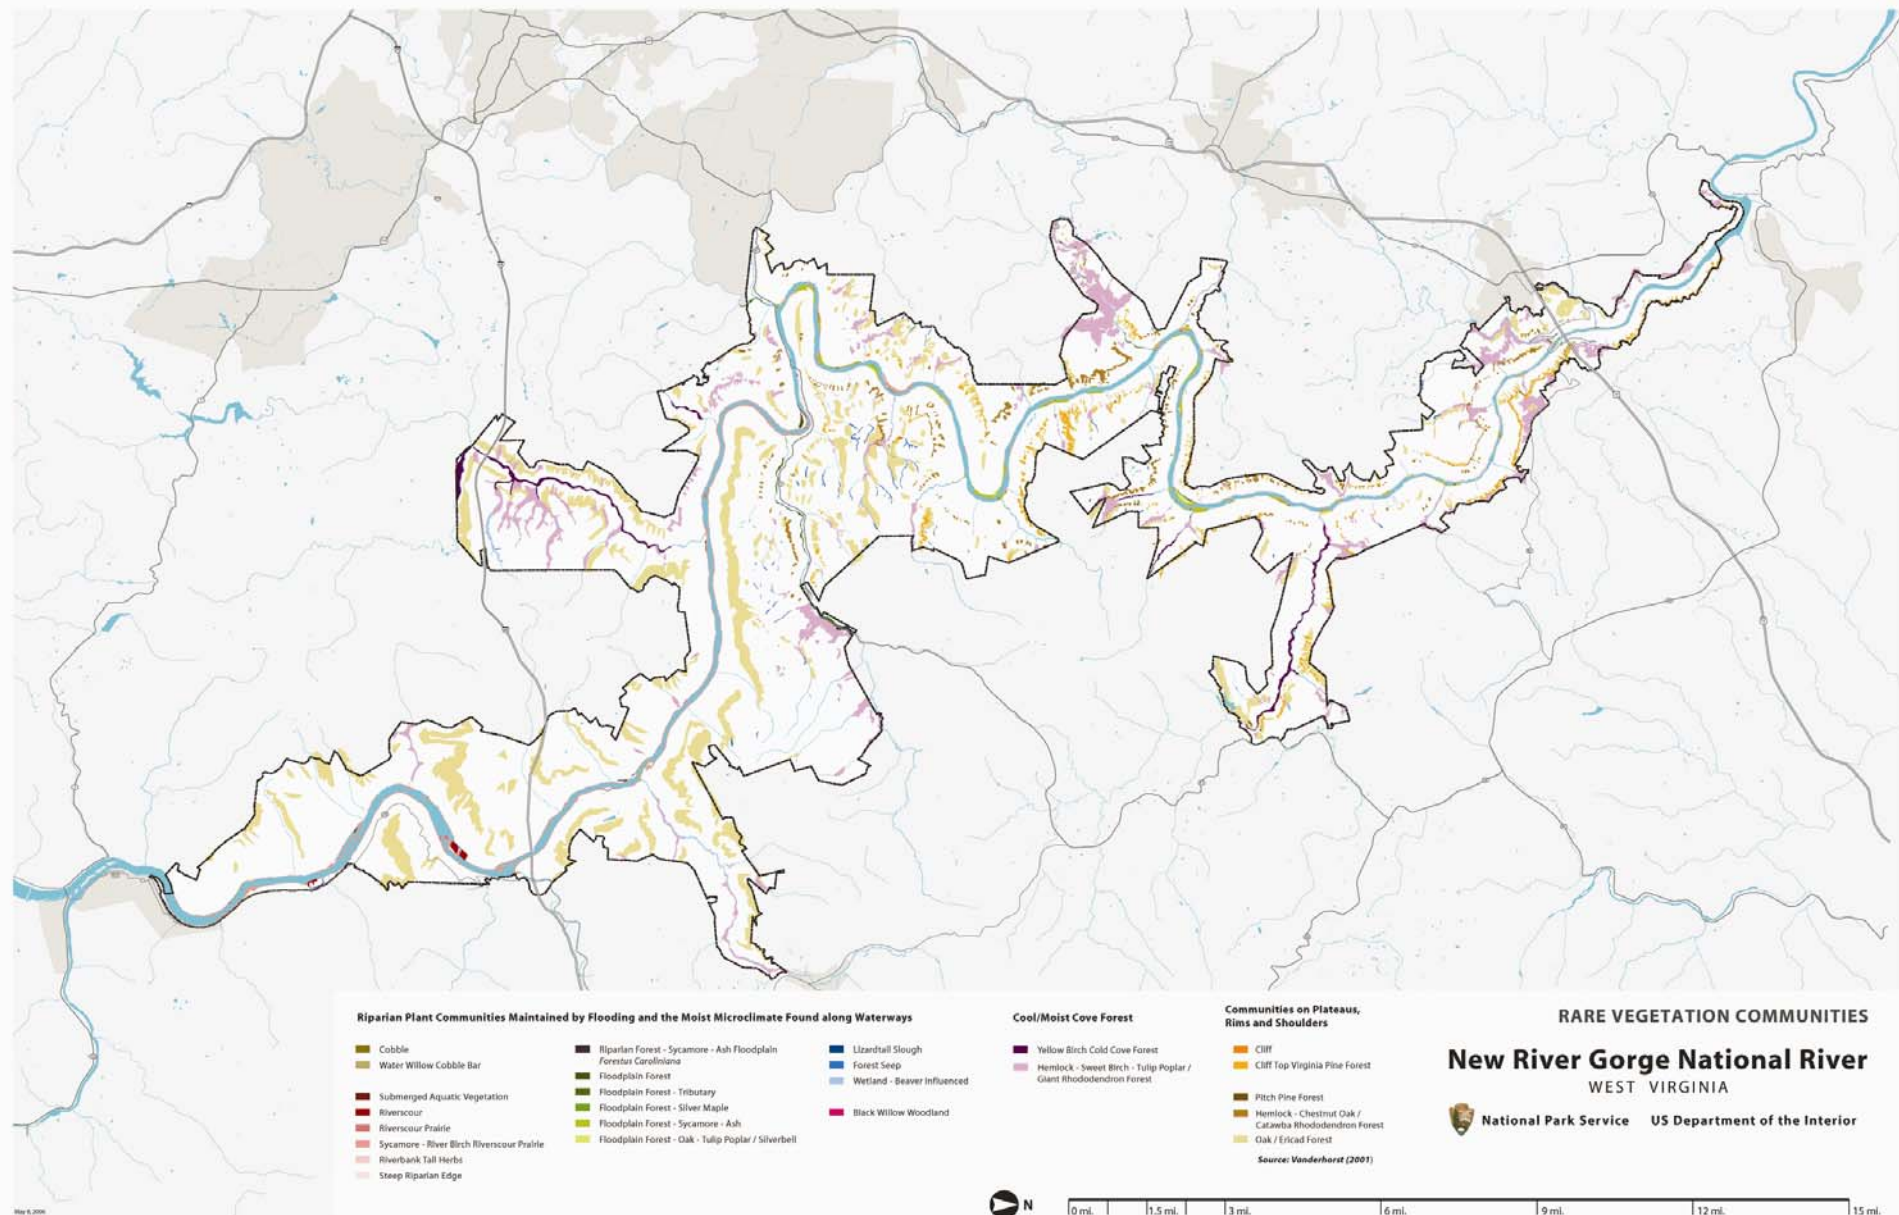 Riparian Plant Communities Maintained by Flooding and the Moist Microclimate Found along Waterways
Cobble
Water Willow Cobble Bar
Submerged Aquatic Vegetation
Riverscour
Riverscour Prairie
Sycamore - River Birch Riverscour Prairie
Riverbank Tall Herbs
Steep Riparian Edge
Riparian Forest - Sycamore - Ash Floodplain
Forestus Caroliniana
Floodplain Forest
Floodplain Forest - Tributary
Floodplain Forest - Silver Maple
Floodplain Forest - Sycamore - Ash
Floodplain Forest - Oak - Tulip Poplar / Silverbell
Lizardtail Slough
Forest Seep
Wetland - Beaver Influenced
Black Willow Woodland
Cool/Moist Cove Forest
Yellow Birch Cold Cove Forest
Hemlock - Sweet Birch - Tulip Poplar /
Giant Rhododendron Forest
Communities on Plateaus,
Rims and Shoulders
Cliff
Cliff Top Virginia Pine Forest
Pitch Pine Forest
Hemlock - Chestnut Oak /
Catawba Rhododendron Forest
Oak / Ericad Forest
Source: Vanderhorst (2001)
RARE VEGETATION COMMUNITIES
New River Gorge National River
WEST VIRGINIA
National Park Service US Department of the Interior
N
0 mi. 1.5 mi. 3 mi. 6 mi. 9 mi. 12 mi. 15 mi.
May 8, 2006